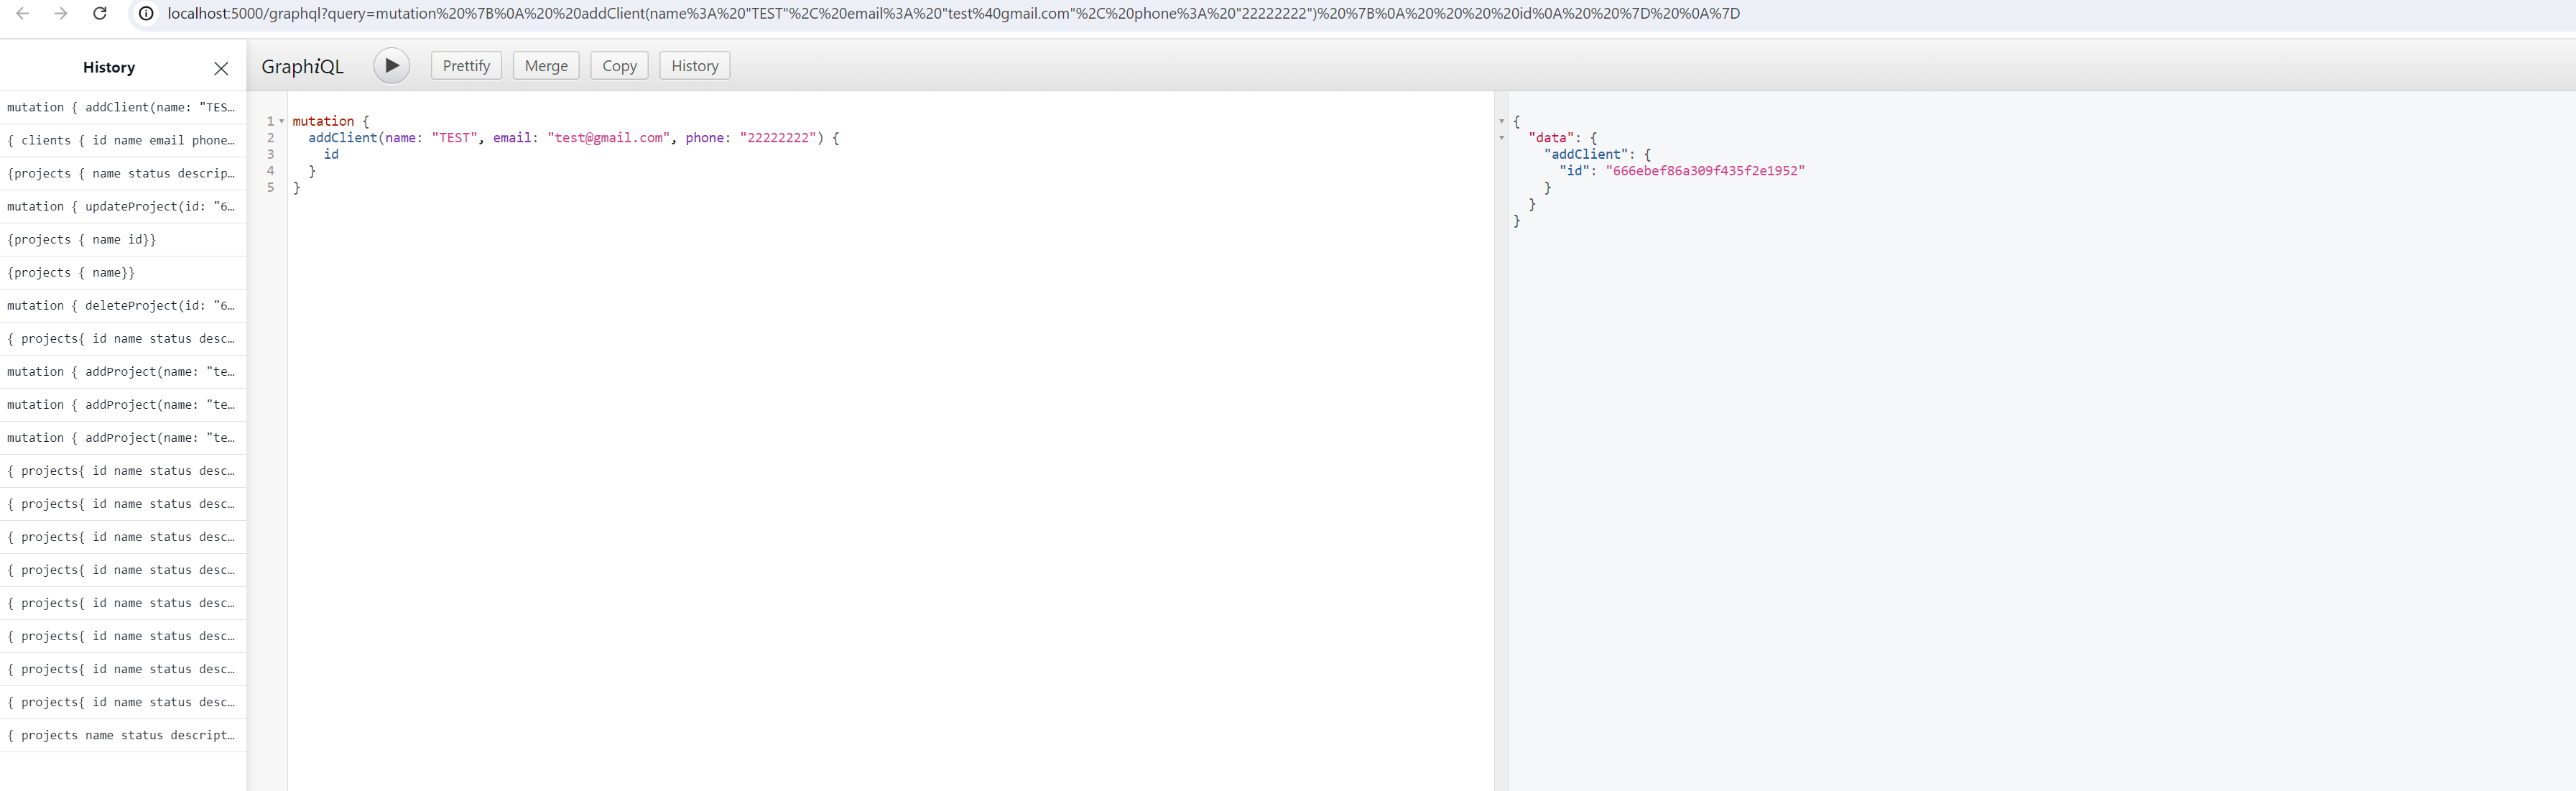 localhost:5000/graphql?query=mutation%20%7B%0A%20%20addClient(name%3A%20"TEST"%2C%20email%3A%20"test%40gmail.com"%2C%20phone%3A%20"22222222")%20%7B%0A%20%20%20%20id%0A%20%20%7D%20%0A%7D
History
mutation { addClient(name: "TES…
{ clients { id name email phone…
{projects { name status descrip…
mutation { updateProject(id: "6…
{projects { name id}}
{projects { name}}
mutation { deleteProject(id: "6…
{ projects{ id name status desc…
mutation { addProject(name: "te…
mutation { addProject(name: "te…
mutation { addProject(name: "te…
{ projects{ id name status desc…
{ projects{ id name status desc…
{ projects{ id name status desc…
{ projects{ id name status desc…
{ projects{ id name status desc…
{ projects{ id name status desc…
{ projects{ id name status desc…
{ projects{ id name status desc…
{ projects name status descript…
GraphiQL Prettify Merge Copy History
1 mutation {
2 addClient(name: "TEST", email: "test@gmail.com", phone: "22222222") {
3 id
4 }
5 }
{
"data": {
"addClient": {
"id": "666ebef86a309f435f2e1952"
}
}
}